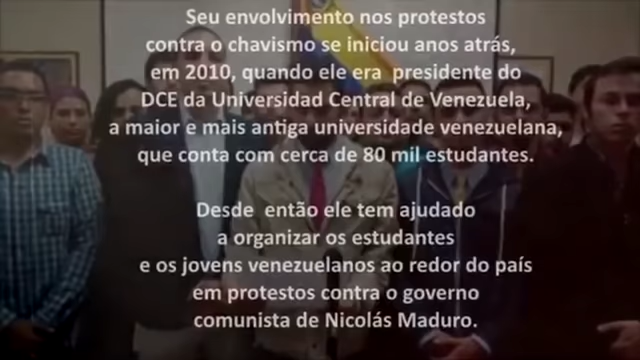 Seu envolvimento nos protestos
contra o chavismo se iniciou anos atrás,
em 2010, quando ele era presidente do
DCE da Universidad Central de Venezuela,
a maior e mais antiga universidade venezuelana,
que conta com cerca de 80 mil estudantes.
Desde então ele tem ajudado
a organizar os estudantes
e os jovens venezuelanos ao redor do país
em protestos contra o governo
comunista de Nicolás Maduro.